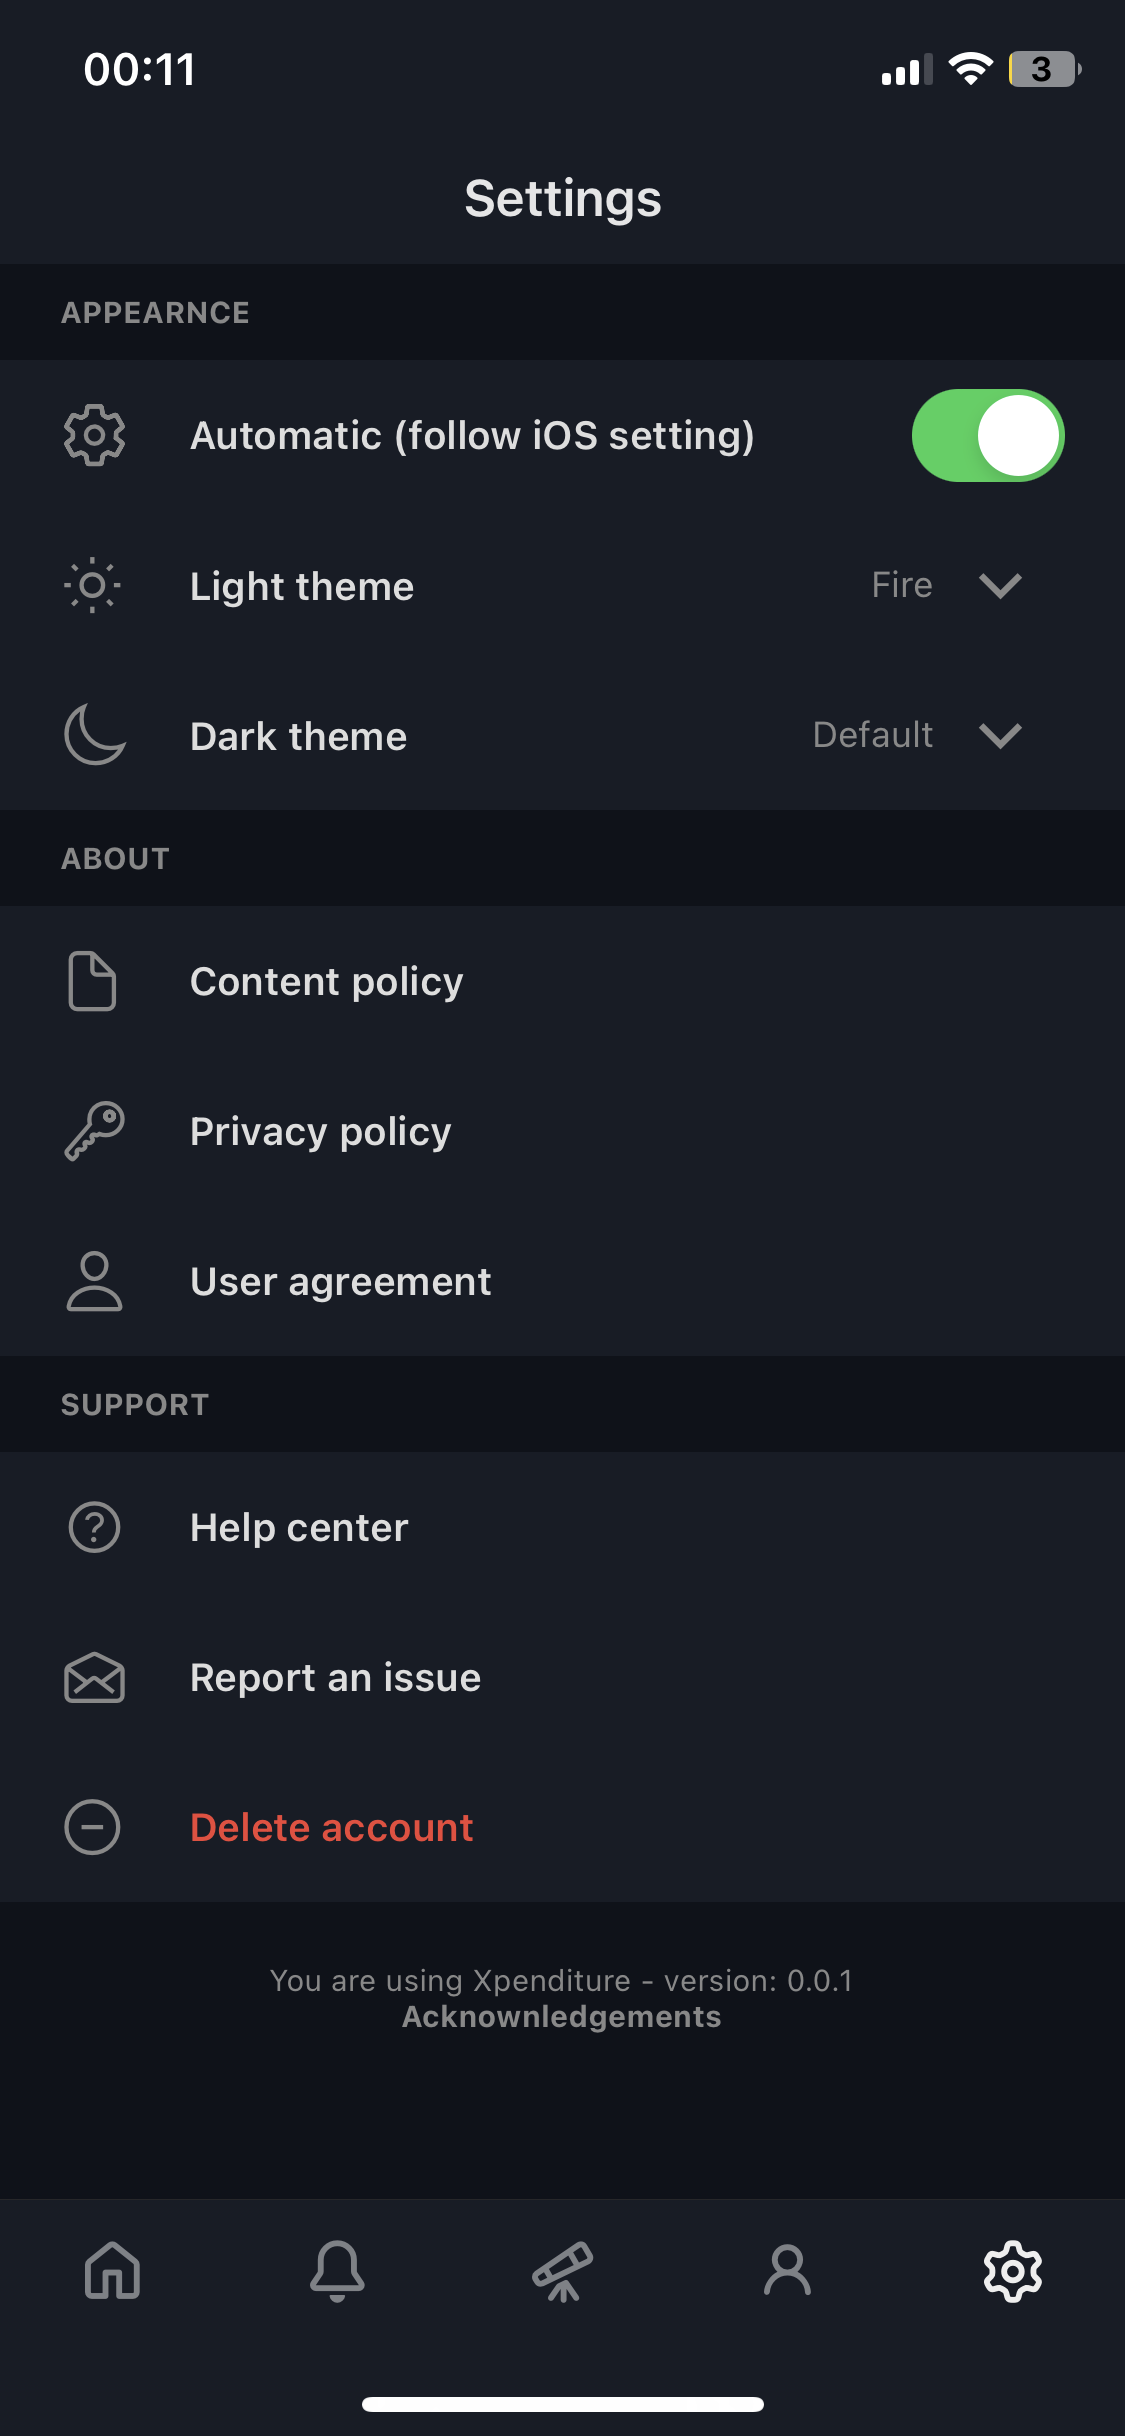 00:11
3
Settings
APPEARNCE
Automatic (follow iOS setting)
Light theme
Fire
Dark theme
Default
ABOUT
Content policy
Privacy policy
User agreement
SUPPORT
Help center
Report an issue
Delete account
You are using Xpenditure - version: 0.0.1
Acknownledgements